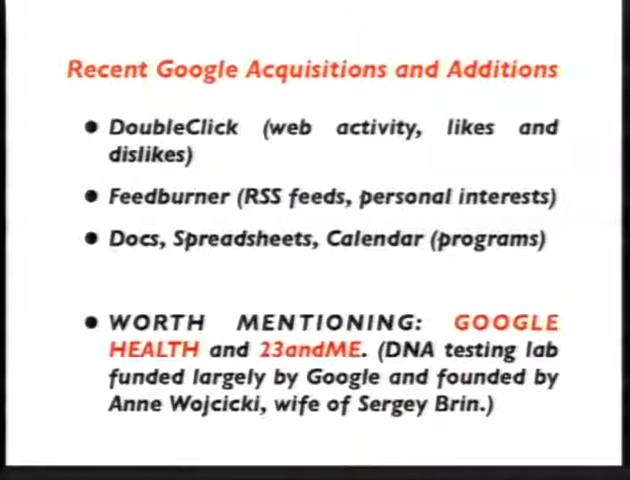 Recent Google Acquisitions and Additions
● DoubleClick (web activity, likes and
dislikes)
● Feedburner (RSS feeds, personal interests)
● Docs, Spreadsheets, Calendar (programs)
● WORTH MENTIONING: GOOGLE
HEALTH and 23andME. (DNA testing lab
funded largely by Google and founded by
Anne Wojcicki, wife of Sergey Brin.)